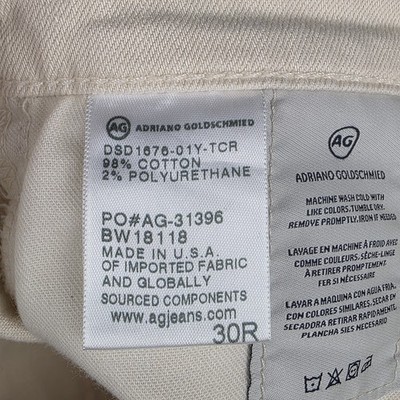 AG ADRIANO GOLDSCHMIED
DSD1676-01Y-TCR
98% COTTON
2% POLYURETHANE
PO#AG-31396
BW18118
MADE IN U.S.A.
OF IMPORTED FABRIC
AND GLOBALLY
SOURCED COMPONENTS
www.agjeans.com
30R
AG
ADRIANO GOLDSCHMIED
MACHINE WASH COLD WITH
LIKE COLORS. TUMBLE DRY.
REMOVE PROMPTLY. IRON IF NEEDED
LAVAGE EN MACHINE À FROID AVEC
COMME COULEURS. SÈCHE-LINGE
À RETIRER PROMPTEMENT
FER SI NÉCESSAIRE
LAVAR A MAQUINA CON AGUA FRIA,
CON COLORES SIMILARES. SECAR EN
SECADORA RETIRAR RAPIDAMENTE.
PLANCHA SIES NECESARIO